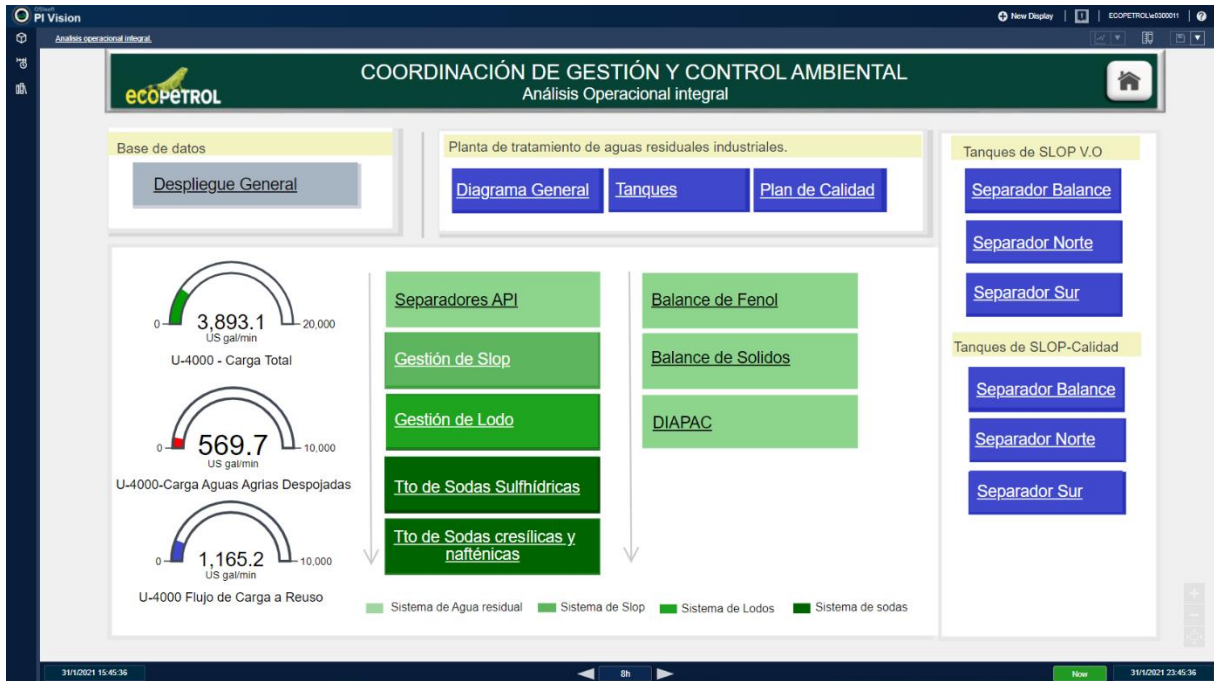 OSIsoft
PI Vision
New Display
ECOPETROL\e0300011
Analisis operacional integral.
ecopetrol
COORDINACIÓN DE GESTIÓN Y CONTROL AMBIENTAL
Análisis Operacional integral
Base de datos
Despliegue General
Planta de tratamiento de aguas residuales industriales.
Diagrama General
Tanques
Plan de Calidad
Tanques de SLOP V.O
Separador Balance
Separador Norte
Separador Sur
Tanques de SLOP-Calidad
Separador Balance
Separador Norte
Separador Sur
0
3,893.1
20,000
US gal/min
U-4000 - Carga Total
0
569.7
10,000
US gal/min
U-4000-Carga Aguas Agrias Despojadas
0
1,165.2
10,000
US gal/min
U-4000 Flujo de Carga a Reuso
Separadores API
Gestión de Slop
Gestión de Lodo
Tto de Sodas Sulfhídricas
Tto de Sodas cresílicas y
nafténicas
Balance de Fenol
Balance de Solidos
DIAPAC
Sistema de Agua residual
Sistema de Slop
Sistema de Lodos
Sistema de sodas
31/1/2021 15:45:36
8h
Now
31/1/2021 23:45:36